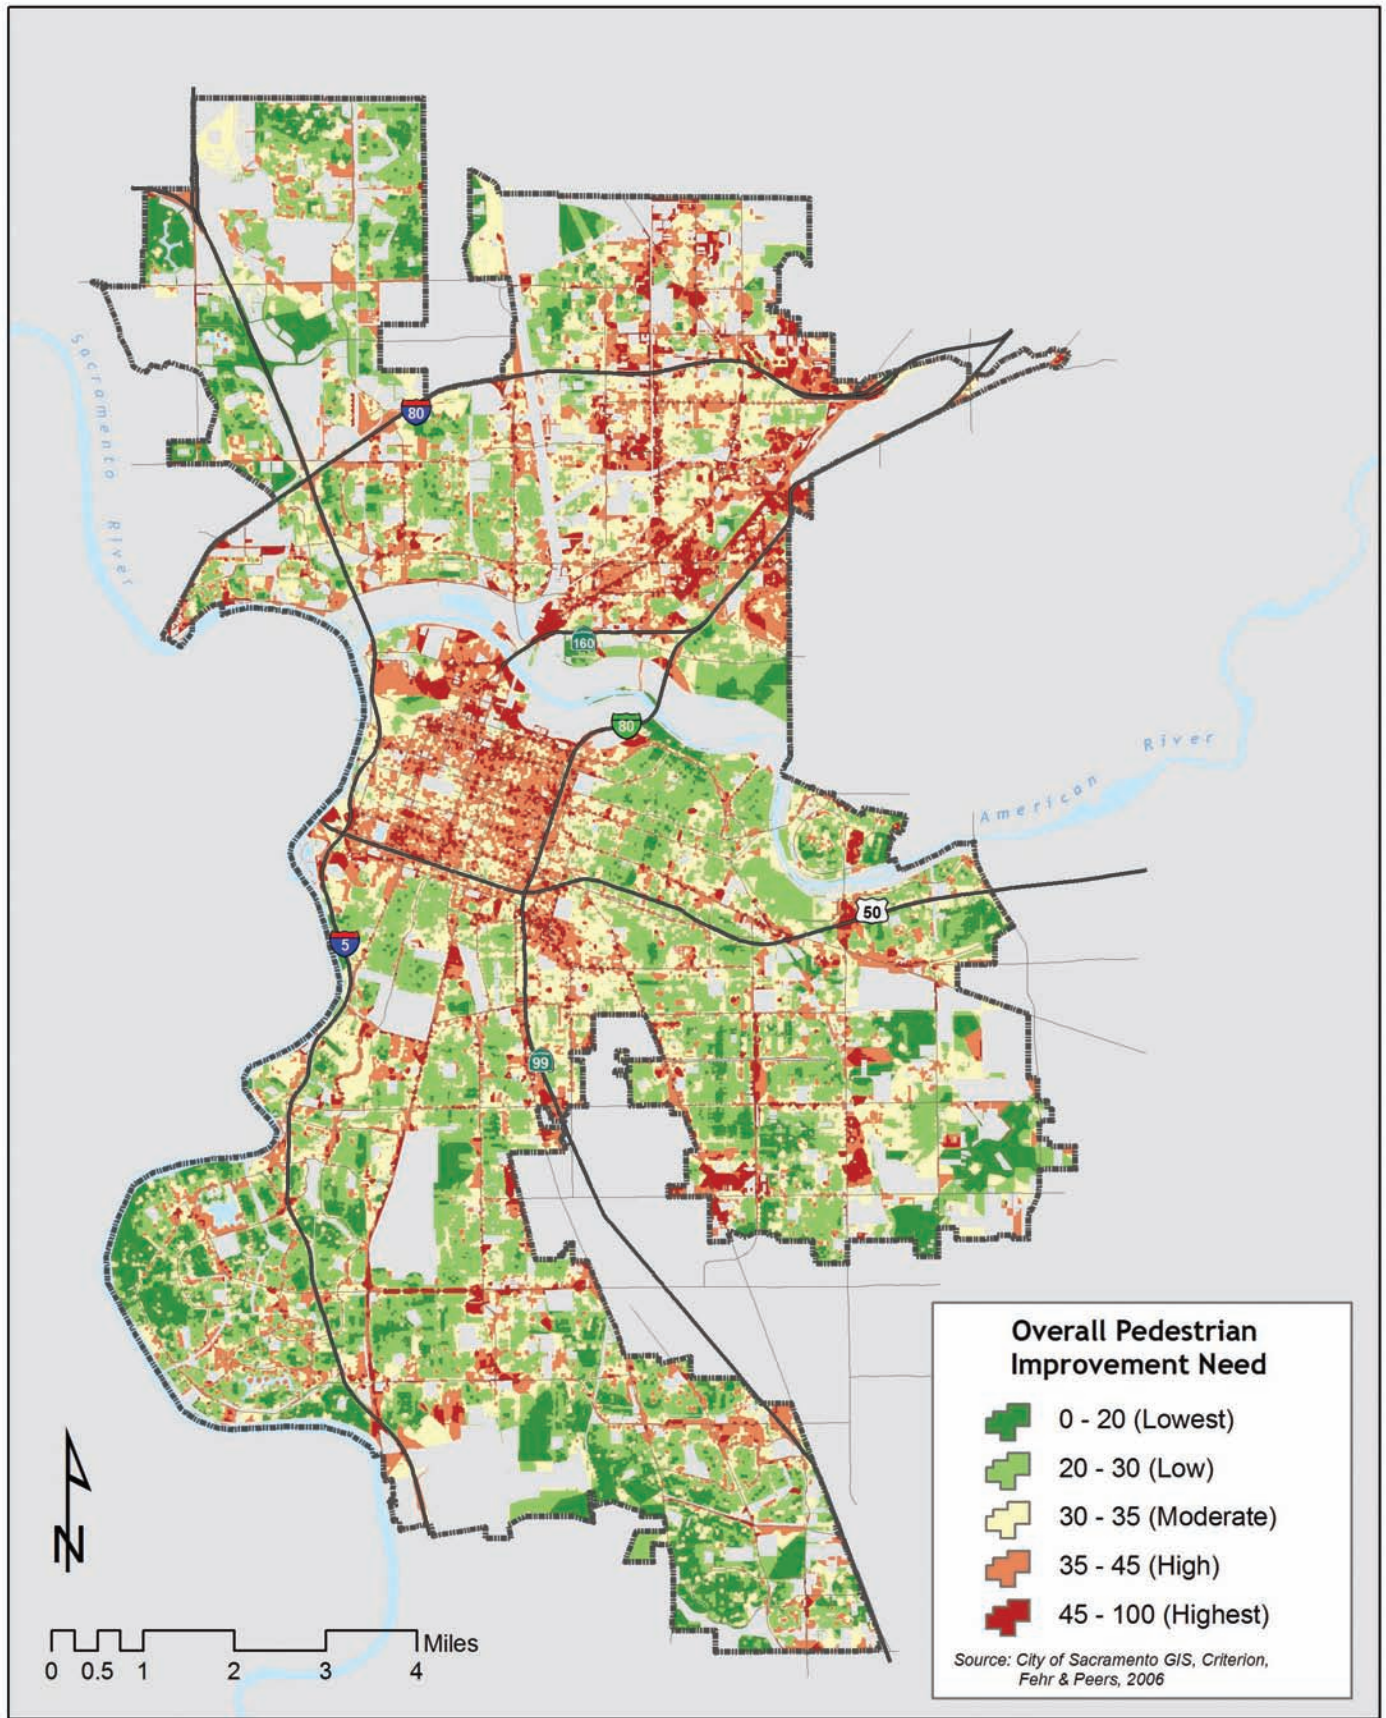 Sacramento River
80
160
80
American River
50
5
99
Overall Pedestrian
Improvement Need
0 - 20 (Lowest)
20 - 30 (Low)
30 - 35 (Moderate)
35 - 45 (High)
45 - 100 (Highest)
Source: City of Sacramento GIS, Criterion,
Fehr & Peers, 2006
N
Miles
0 0.5 1 2 3 4